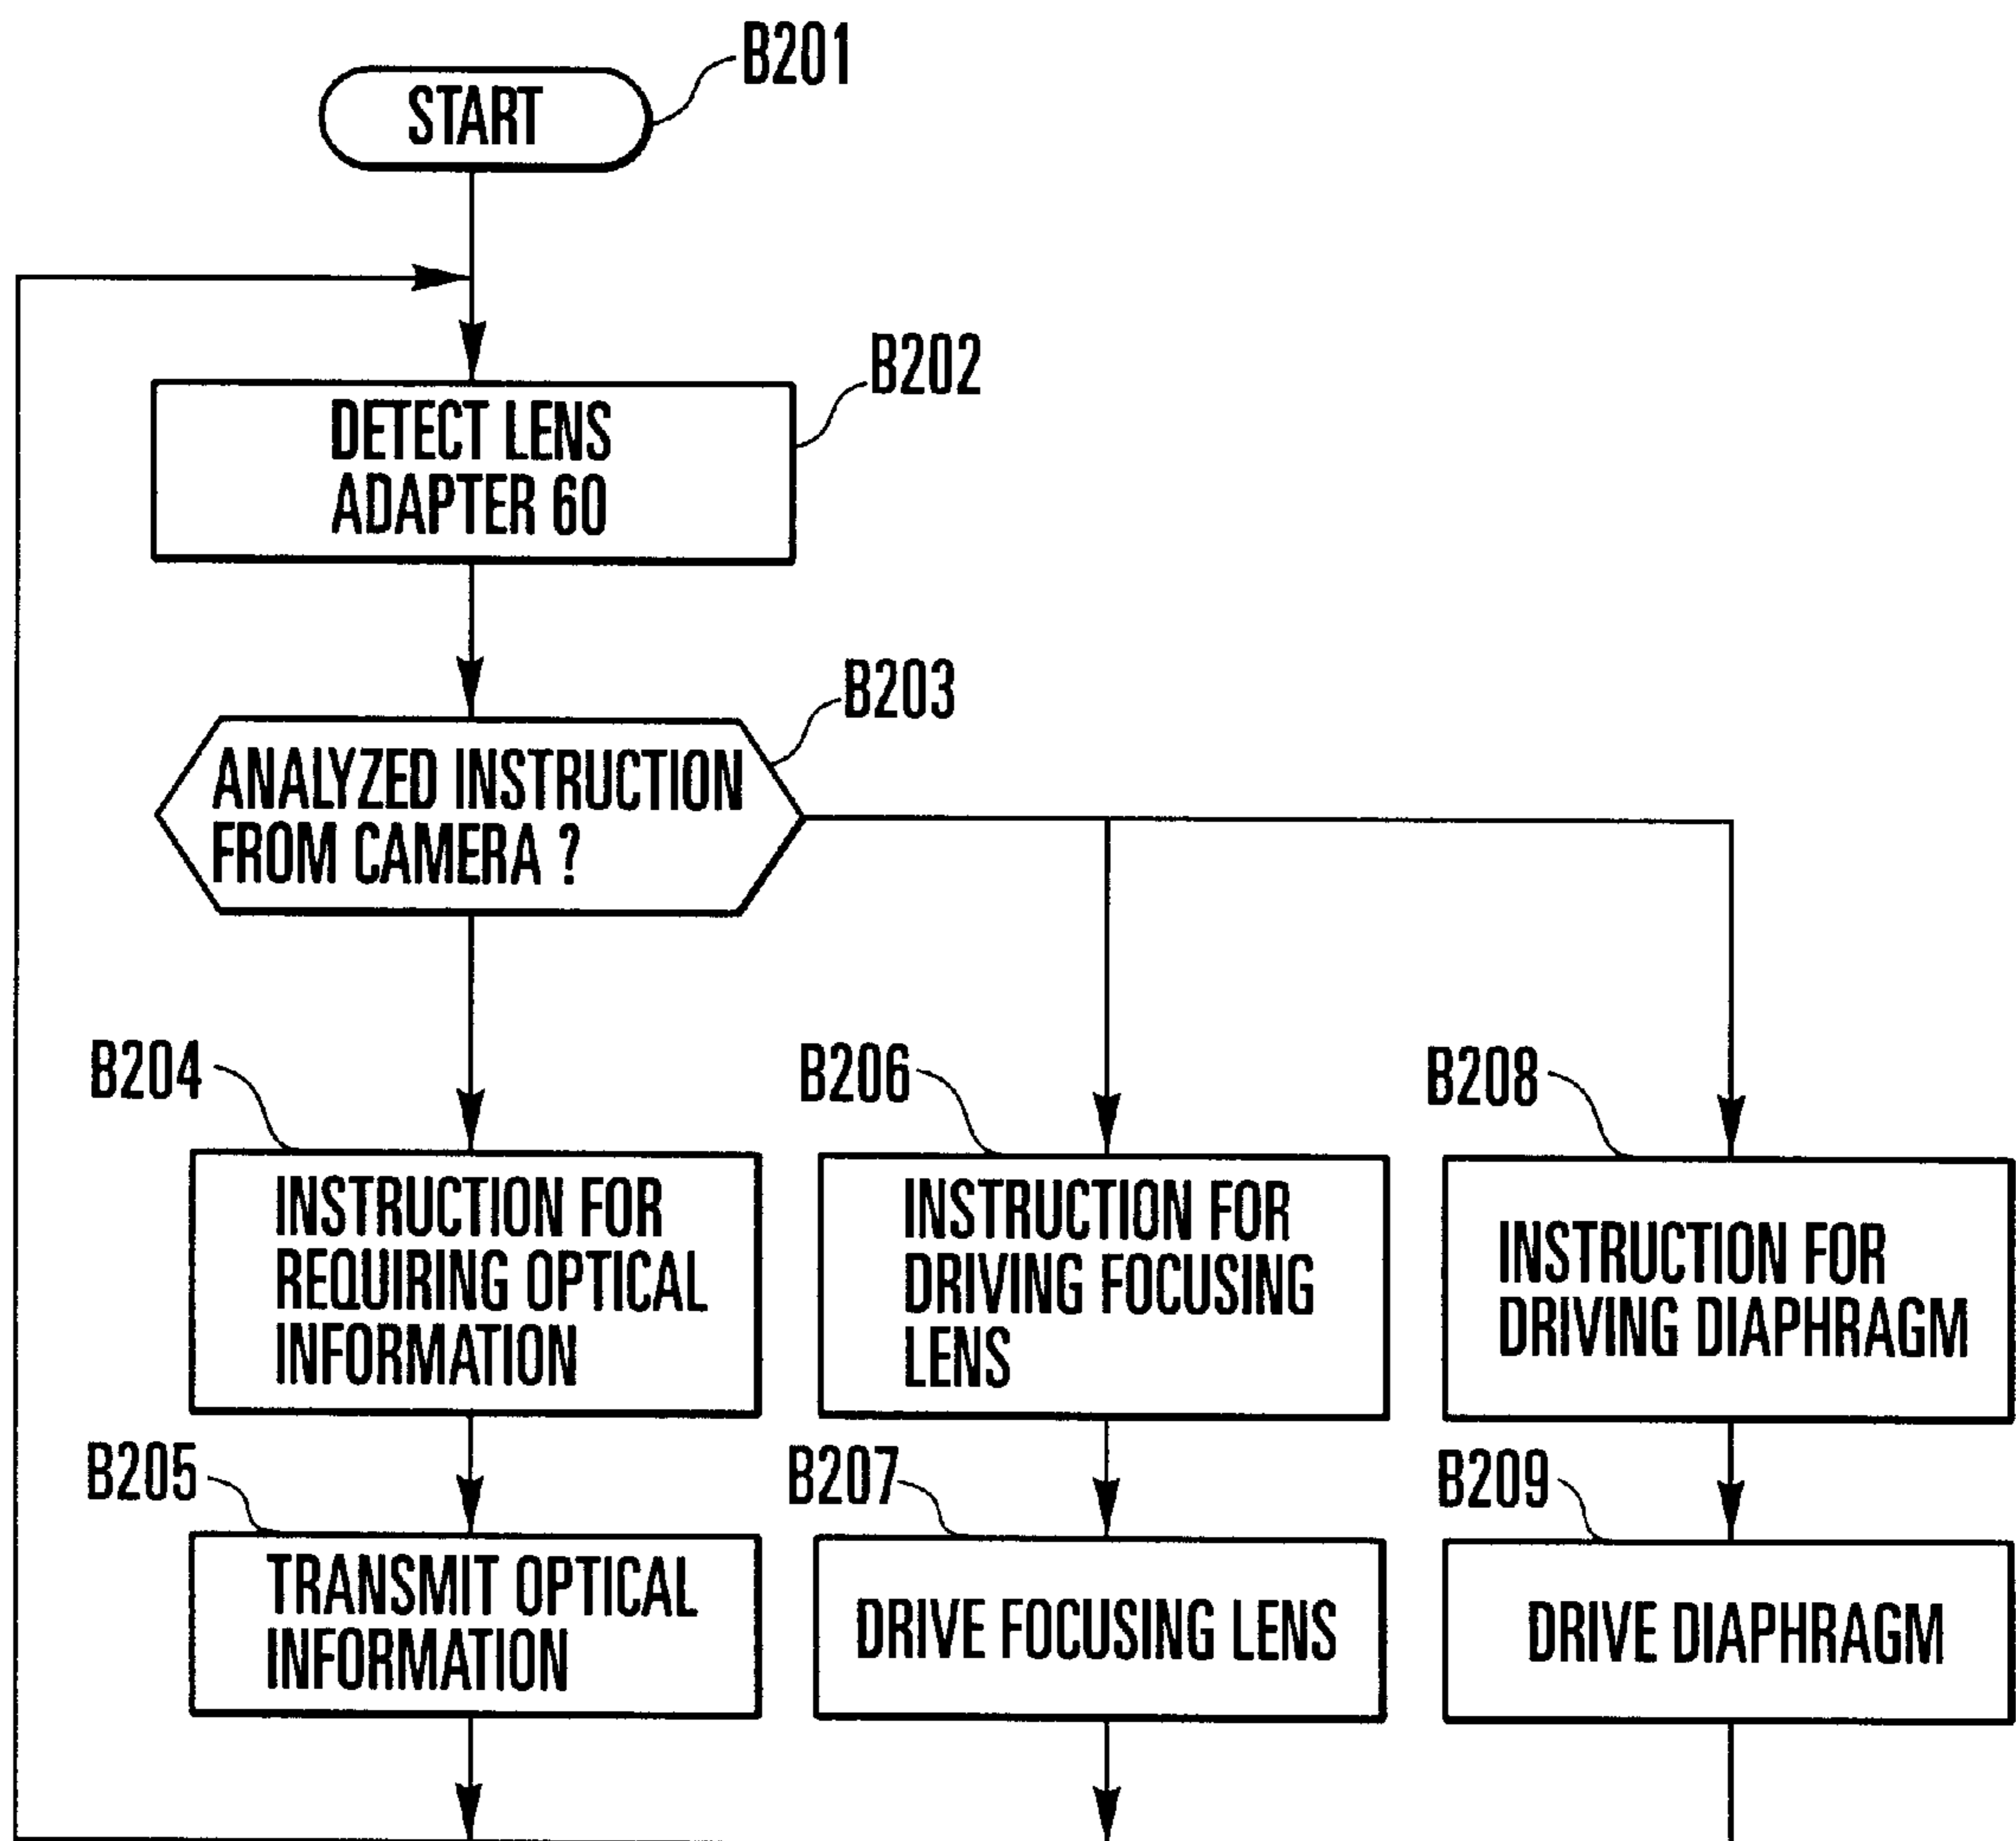 B201
START
B202
DETECT LENS
ADAPTER 60
B203
ANALYZED INSTRUCTION
FROM CAMERA ?
B204
INSTRUCTION FOR
REQUIRING OPTICAL
INFORMATION
B206
INSTRUCTION FOR
DRIVING FOCUSING
LENS
B208
INSTRUCTION FOR
DRIVING DIAPHRAGM
B205
TRANSMIT OPTICAL
INFORMATION
B207
DRIVE FOCUSING LENS
B209
DRIVE DIAPHRAGM